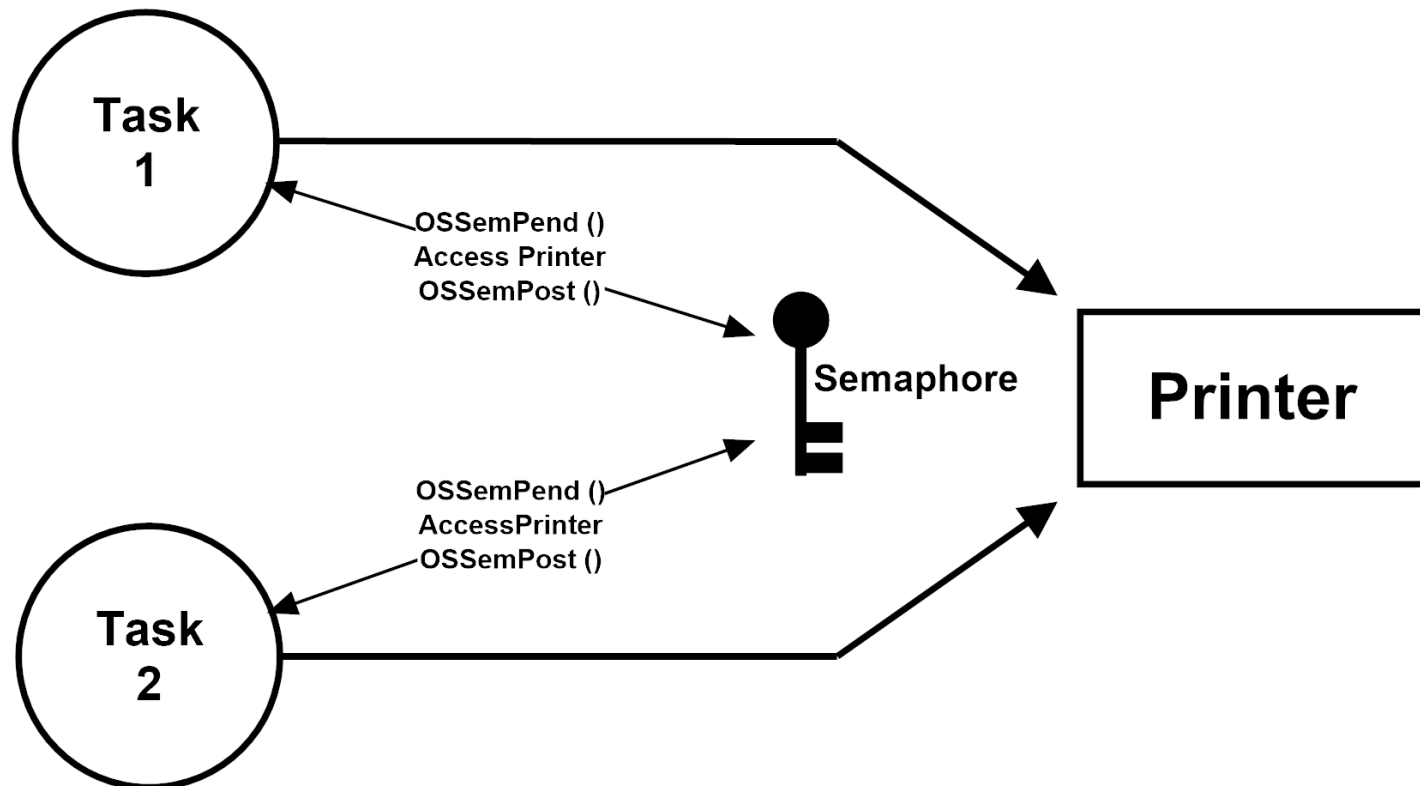 Task
1
OSSemPend ()
Access Printer
OSSemPost ()
Semaphore
Printer
OSSemPend ()
AccessPrinter
OSSemPost ()
Task
2